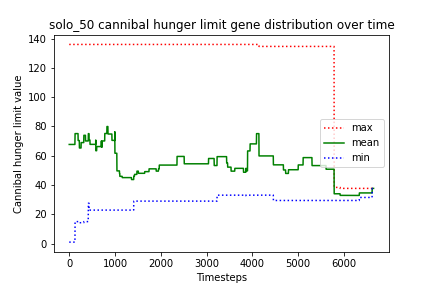 solo_50 cannibal hunger limit gene distribution over time
Cannibal hunger limit value
140
120
100
80
60
40
20
0
max
mean
min
0
1000
2000
3000
4000
5000
6000
Timesteps